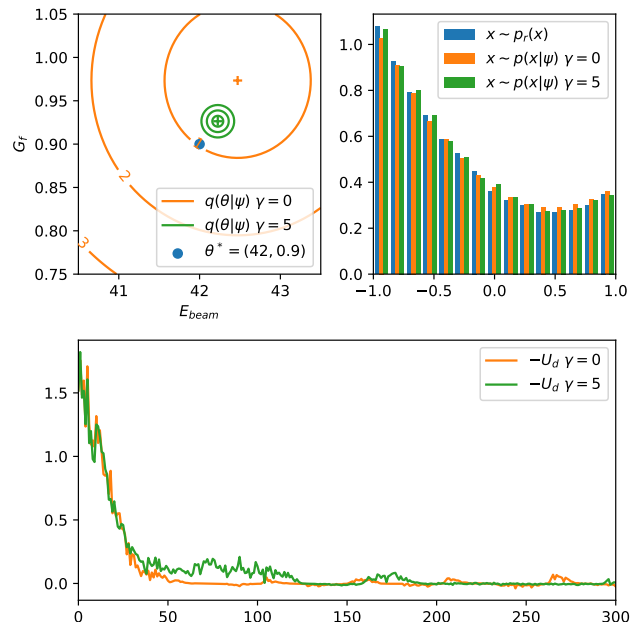 1.05
1.00
0.95
0.90
0.85
0.80
0.75
G_f
2
3
q(θ|ψ) γ = 0
q(θ|ψ) γ = 5
θ* = (42, 0.9)
41 42 43
E_beam
1.0
0.8
0.6
0.4
0.2
0.0
x ~ p_r(x)
x ~ p(x|ψ) γ = 0
x ~ p(x|ψ) γ = 5
−1.0 −0.5 0.0 0.5 1.0
1.5
1.0
0.5
0.0
−U_d γ = 0
−U_d γ = 5
0 50 100 150 200 250 300